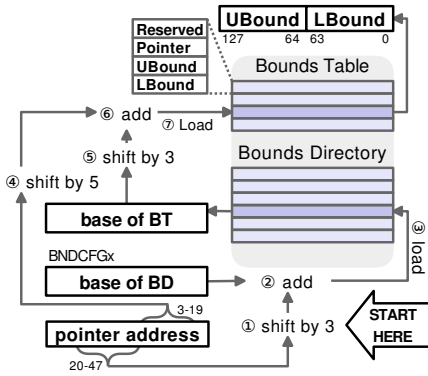 Reserved
Pointer
UBound
LBound
UBound LBound
127 64 63 0
Bounds Table
⑥ add
⑦ Load
⑤ shift by 3
④ shift by 5
Bounds Directory
base of BT
③ load
BNDCFGx
base of BD
② add
3-19
pointer address
① shift by 3
START
HERE
20-47